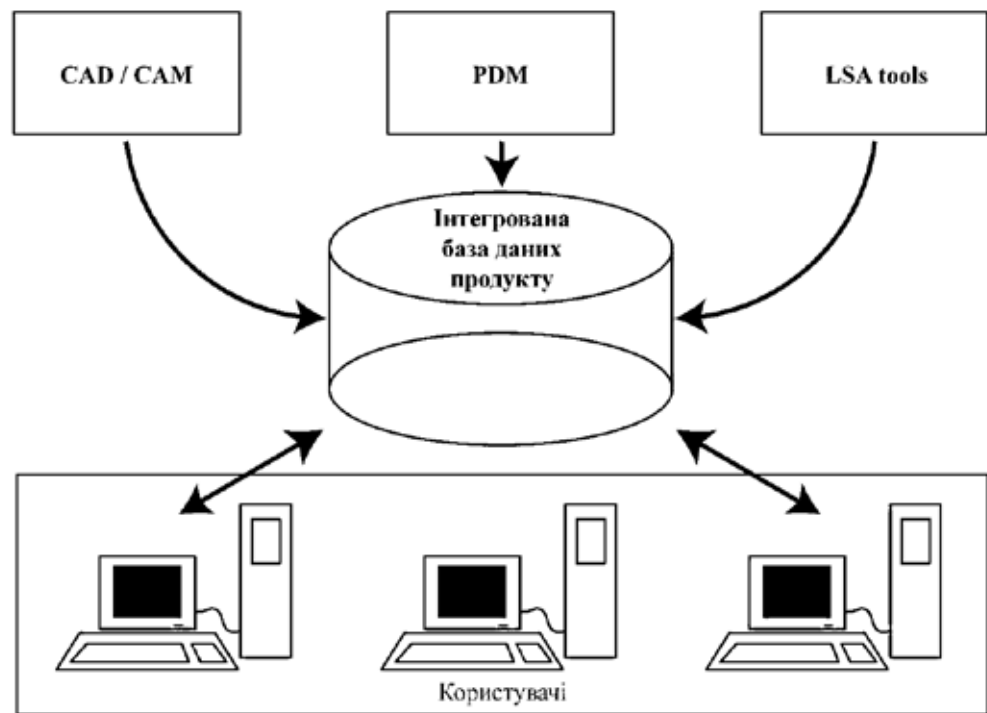 CAD / CAM
PDM
LSA tools
Інтегрована
база даних
продукту
Користувачі